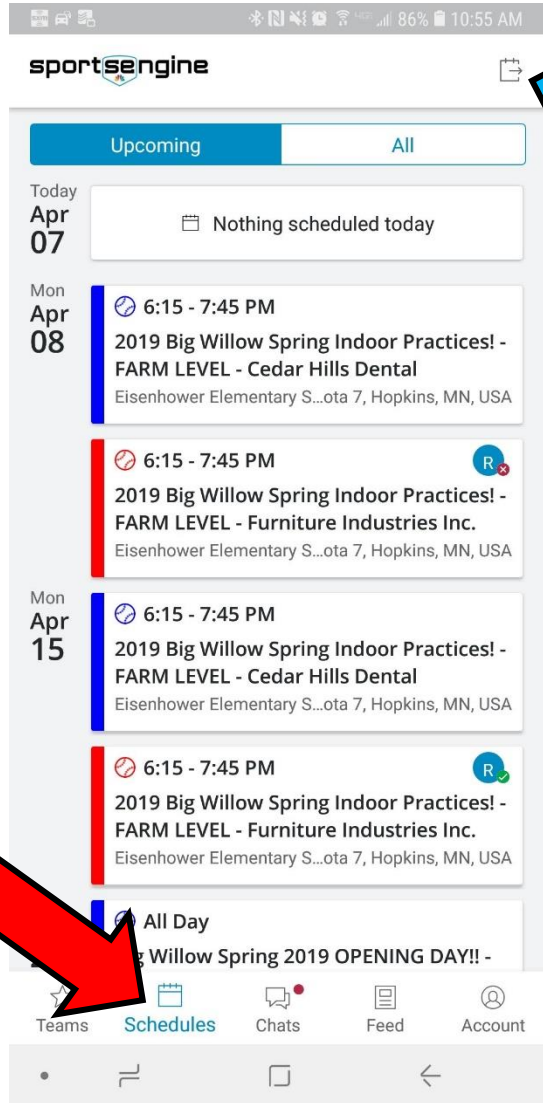 86% 10:55 AM
sportsengine
Upcoming All
Today
Apr
07
Nothing scheduled today
Mon
Apr
08
6:15 - 7:45 PM
2019 Big Willow Spring Indoor Practices! -
FARM LEVEL - Cedar Hills Dental
Eisenhower Elementary S...ota 7, Hopkins, MN, USA
6:15 - 7:45 PM
R
2019 Big Willow Spring Indoor Practices! -
FARM LEVEL - Furniture Industries Inc.
Eisenhower Elementary S...ota 7, Hopkins, MN, USA
Mon
Apr
15
6:15 - 7:45 PM
2019 Big Willow Spring Indoor Practices! -
FARM LEVEL - Cedar Hills Dental
Eisenhower Elementary S...ota 7, Hopkins, MN, USA
6:15 - 7:45 PM
R
2019 Big Willow Spring Indoor Practices! -
FARM LEVEL - Furniture Industries Inc.
Eisenhower Elementary S...ota 7, Hopkins, MN, USA
All Day
Willow Spring 2019 OPENING DAY!! -
Teams Schedules Chats Feed Account